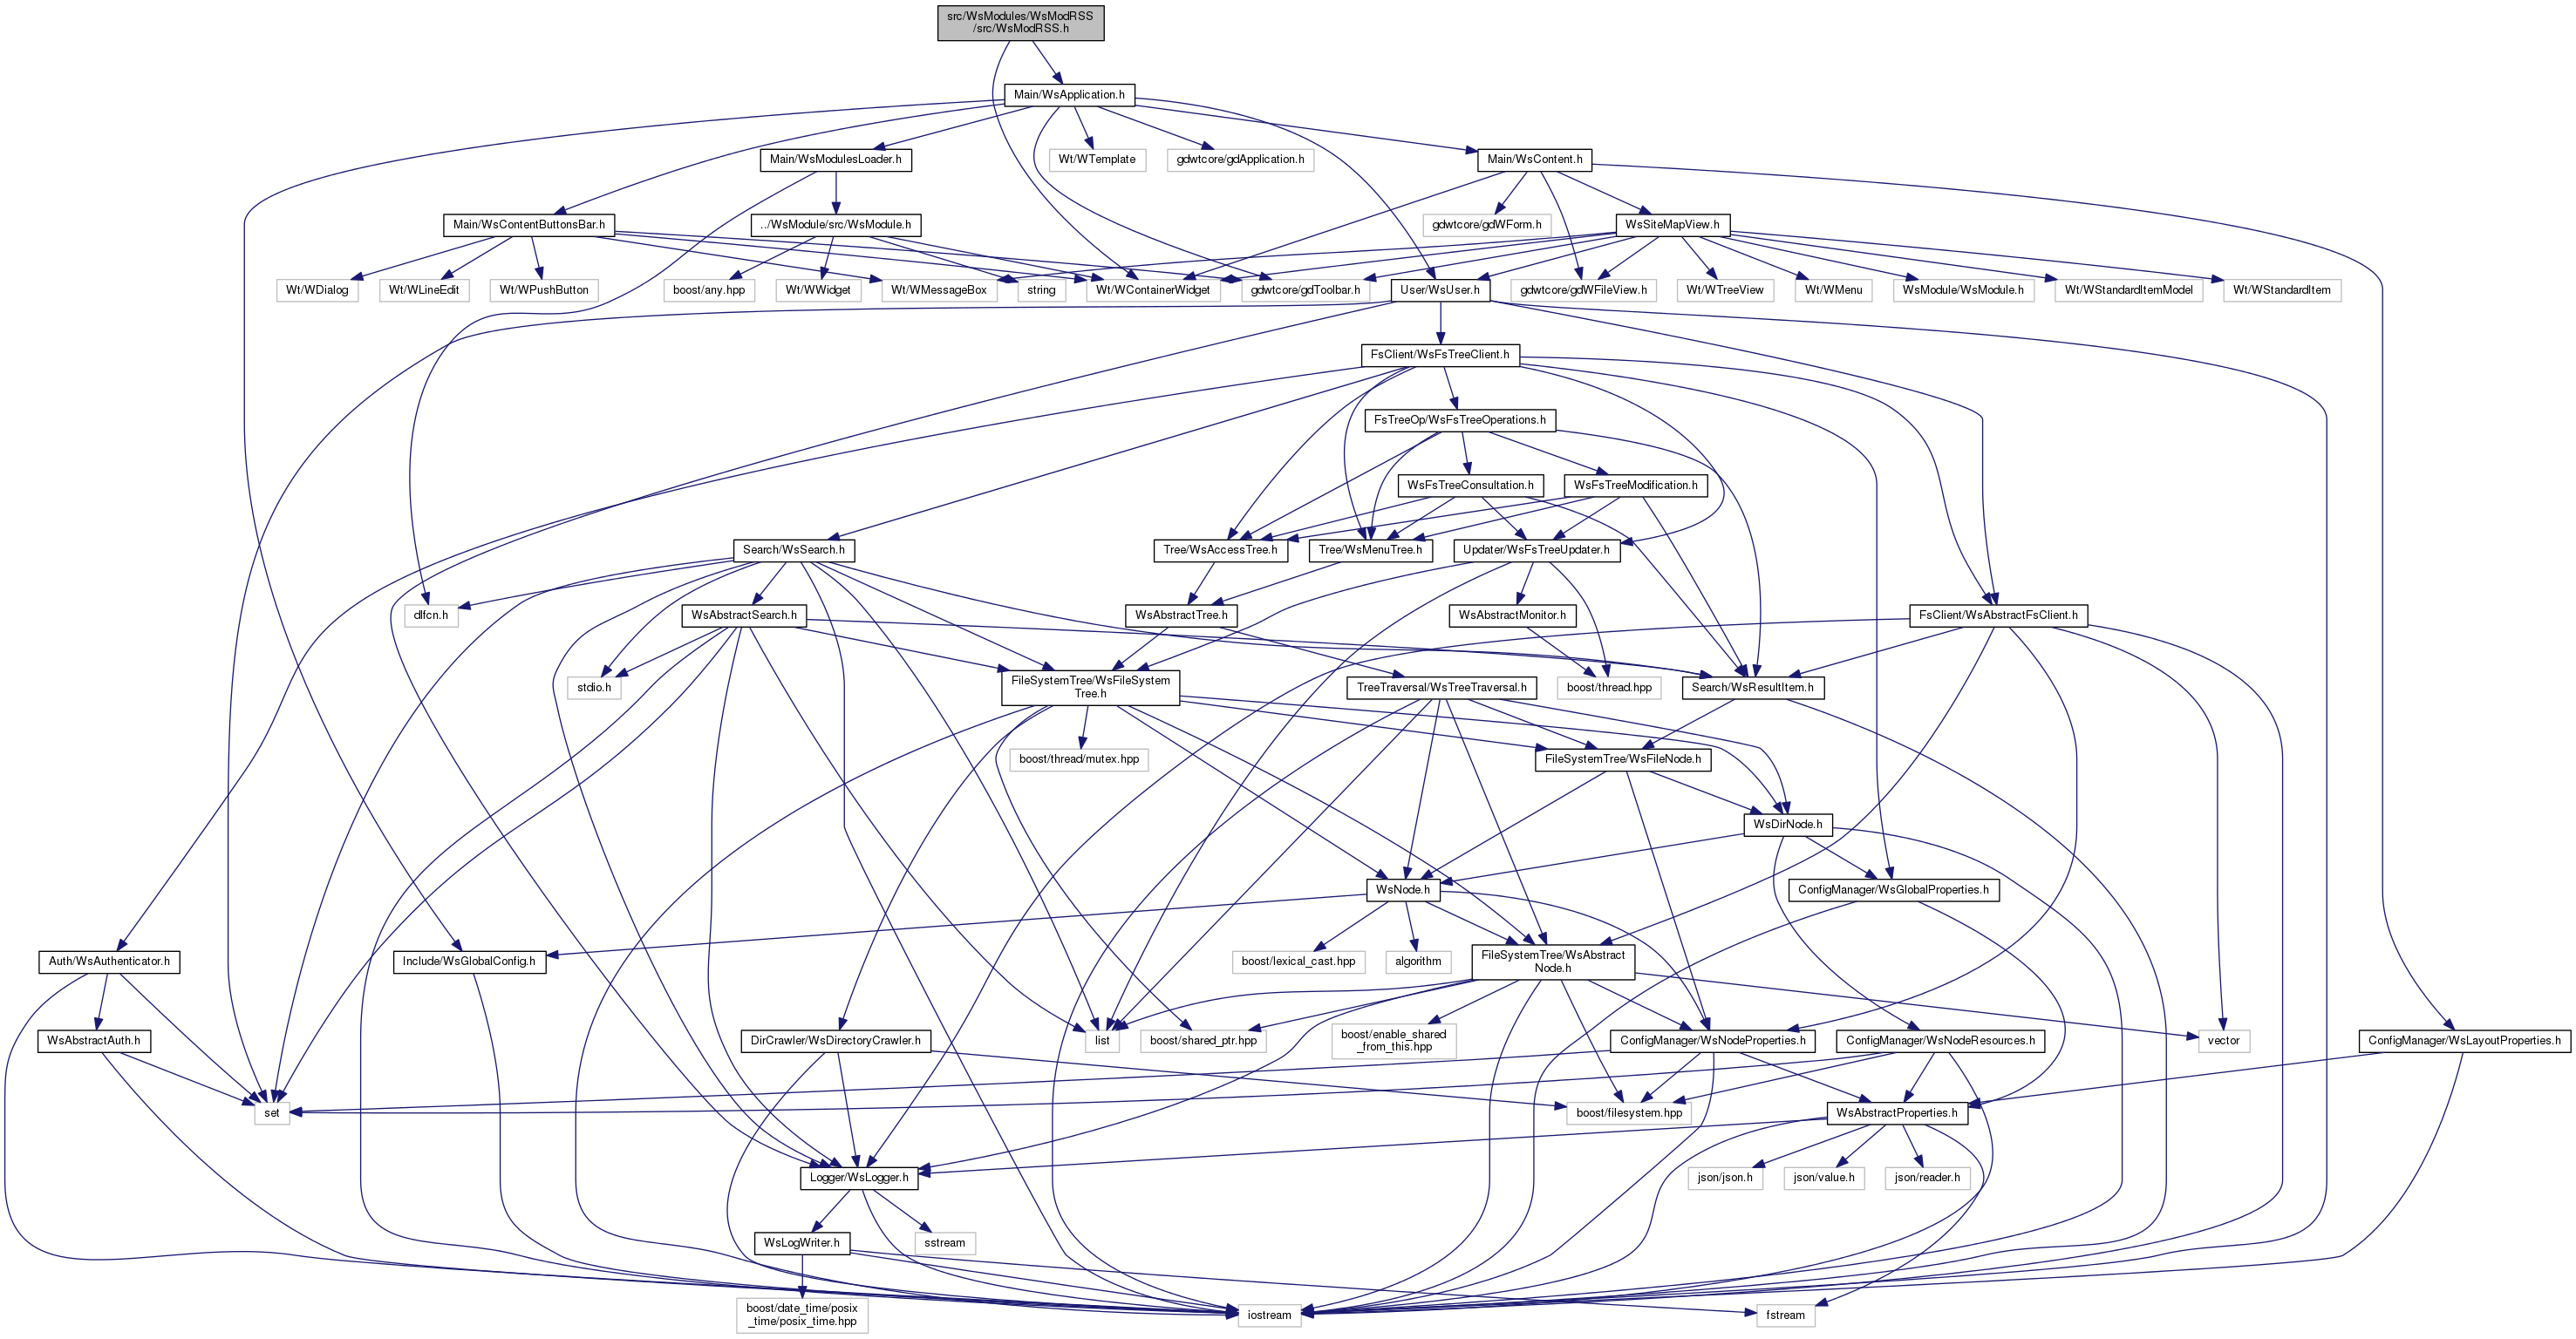 src/WsModules/WsModRSS
/src/WsModRSS.h
Main/WsApplication.h
Main/WsModulesLoader.h
Wt/WTemplate
gdwtcore/gdApplication.h
Main/WsContent.h
Main/WsContentButtonsBar.h
../WsModule/src/WsModule.h
gdwtcore/gdWForm.h
WsSiteMapView.h
Wt/WDialog
Wt/WLineEdit
Wt/WPushButton
boost/any.hpp
Wt/WWidget
Wt/WMessageBox
string
Wt/WContainerWidget
gdwtcore/gdToolbar.h
User/WsUser.h
gdwtcore/gdWFileView.h
Wt/WTreeView
Wt/WMenu
WsModule/WsModule.h
Wt/WStandardItemModel
Wt/WStandardItem
FsClient/WsFsTreeClient.h
FsTreeOp/WsFsTreeOperations.h
WsFsTreeConsultation.h
WsFsTreeModification.h
Search/WsSearch.h
Tree/WsAccessTree.h
Tree/WsMenuTree.h
Updater/WsFsTreeUpdater.h
dlfcn.h
WsAbstractSearch.h
WsAbstractTree.h
WsAbstractMonitor.h
FsClient/WsAbstractFsClient.h
stdio.h
FileSystemTree/WsFileSystem
Tree.h
TreeTraversal/WsTreeTraversal.h
boost/thread.hpp
Search/WsResultItem.h
boost/thread/mutex.hpp
FileSystemTree/WsFileNode.h
WsDirNode.h
WsNode.h
ConfigManager/WsGlobalProperties.h
Auth/WsAuthenticator.h
Include/WsGlobalConfig.h
boost/lexical_cast.hpp
algorithm
FileSystemTree/WsAbstract
Node.h
WsAbstractAuth.h
DirCrawler/WsDirectoryCrawler.h
list
boost/shared_ptr.hpp
boost/enable_shared
_from_this.hpp
ConfigManager/WsNodeProperties.h
ConfigManager/WsNodeResources.h
vector
ConfigManager/WsLayoutProperties.h
set
boost/filesystem.hpp
WsAbstractProperties.h
Logger/WsLogger.h
json/json.h
json/value.h
json/reader.h
WsLogWriter.h
sstream
boost/date_time/posix
_time/posix_time.hpp
iostream
fstream